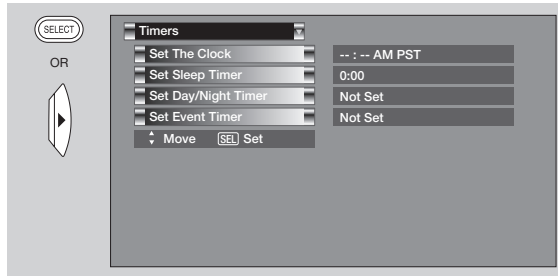 SELECT
OR
Timers
Set The Clock -- : -- AM PST
Set Sleep Timer 0:00
Set Day/Night Timer Not Set
Set Event Timer Not Set
Move SEL Set